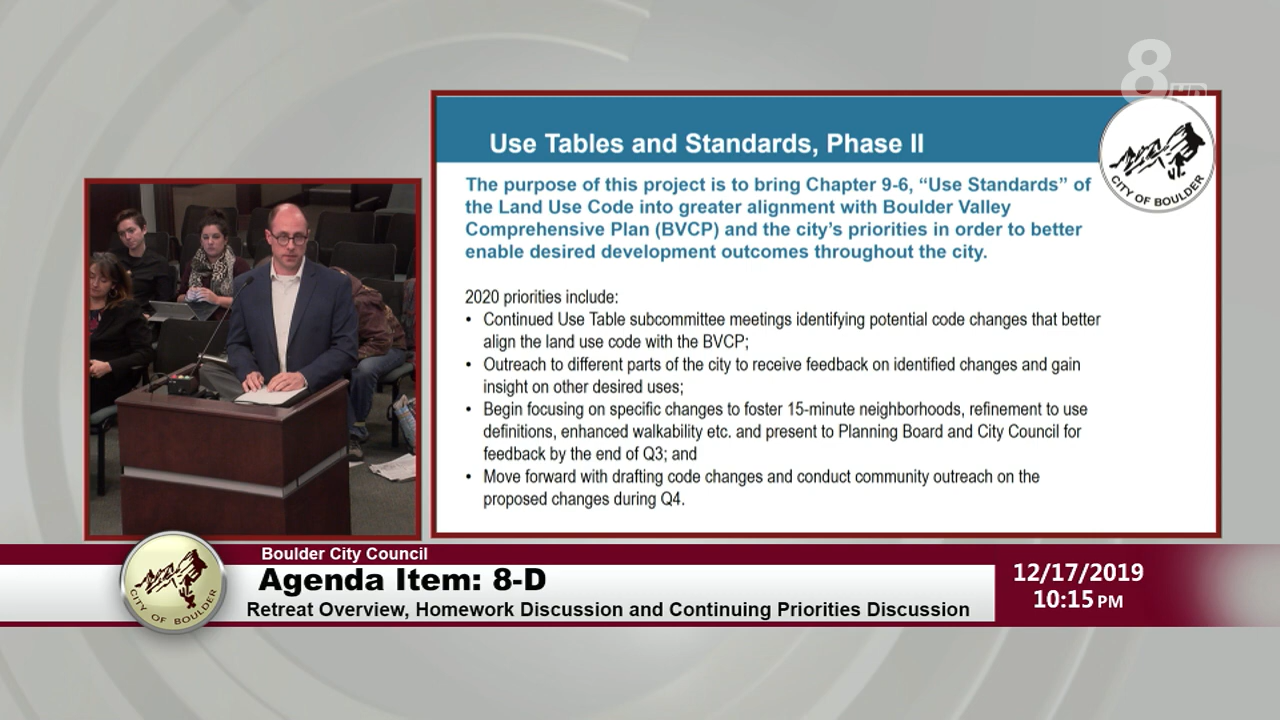 8
HD
Use Tables and Standards, Phase II
CITY OF BOULDER
The purpose of this project is to bring Chapter 9-6, “Use Standards” of
the Land Use Code into greater alignment with Boulder Valley
Comprehensive Plan (BVCP) and the city’s priorities in order to better
enable desired development outcomes throughout the city.
2020 priorities include:
• Continued Use Table subcommittee meetings identifying potential code changes that better
align the land use code with the BVCP;
• Outreach to different parts of the city to receive feedback on identified changes and gain
insight on other desired uses;
• Begin focusing on specific changes to foster 15-minute neighborhoods, refinement to use
definitions, enhanced walkability etc. and present to Planning Board and City Council for
feedback by the end of Q3; and
• Move forward with drafting code changes and conduct community outreach on the
proposed changes during Q4.
Boulder City Council
Agenda Item: 8-D
Retreat Overview, Homework Discussion and Continuing Priorities Discussion
CITY OF BOULDER
12/17/2019
10:15 PM